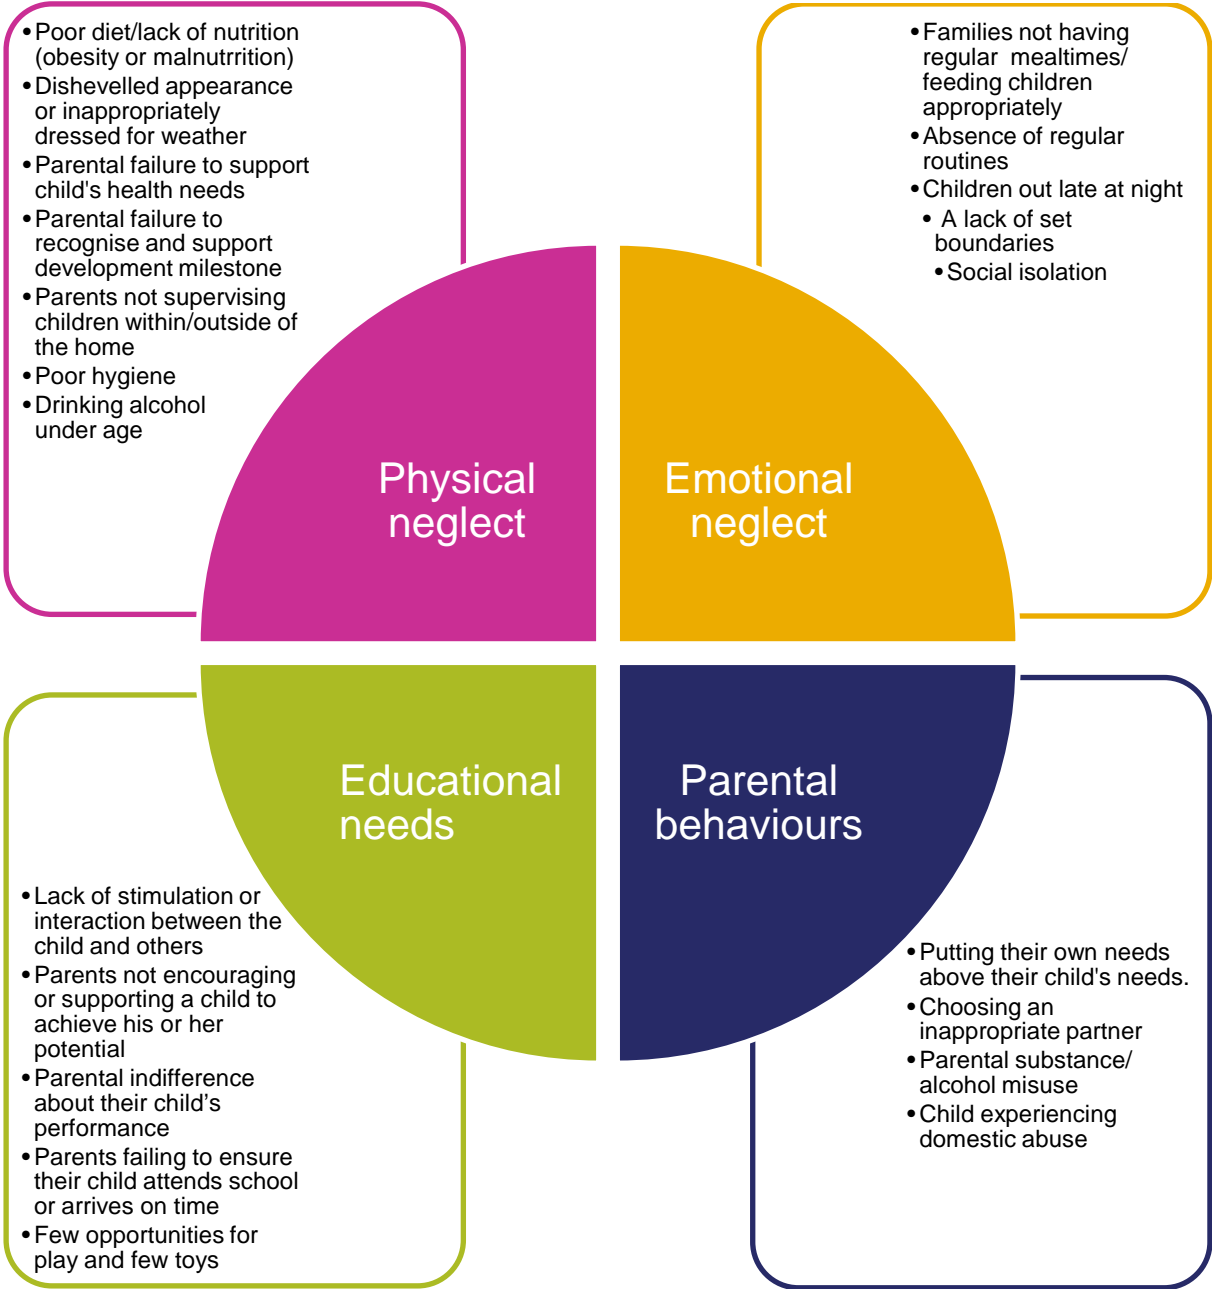 •Poor diet/lack of nutrition
(obesity or malnutrrition)
•Dishevelled appearance
or inappropriately
dressed for weather
•Parental failure to support
child's health needs
•Parental failure to
recognise and support
development milestone
•Parents not supervising
children within/outside of
the home
•Poor hygiene
•Drinking alcohol
under age
Physical
neglect
•Families not having
regular mealtimes/
feeding children
appropriately
•Absence of regular
routines
•Children out late at night
• A lack of set
boundaries
•Social isolation
Emotional
neglect
Educational
needs
•Lack of stimulation or
interaction between the
child and others
•Parents not encouraging
or supporting a child to
achieve his or her
potential
•Parental indifference
about their child’s
performance
•Parents failing to ensure
their child attends school
or arrives on time
•Few opportunities for
play and few toys
Parental
behaviours
•Putting their own needs
above their child's needs.
•Choosing an
inappropriate partner
•Parental substance/
alcohol misuse
•Child experiencing
domestic abuse